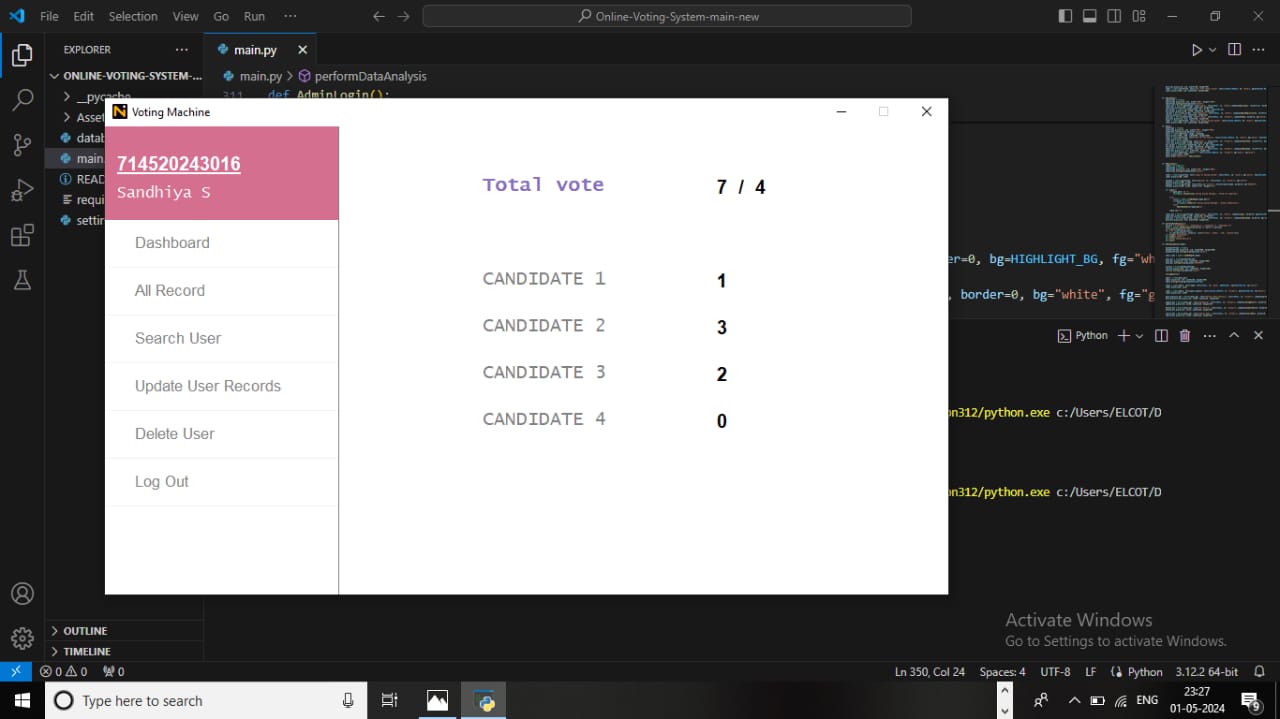 File Edit Selection View Go Run ··· Online-Voting-System-main-new
EXPLORER ···
main.py
ONLINE-VOTING-SYSTEM-...
main.py > performDataAnalysis
__pycache
311 def AdminLogin():
Asset
datab
main.
READ
requi
settin
Voting Machine
714520243016
Sandhiya S
Dashboard
All Record
Search User
Update User Records
Delete User
Log Out
Total vote 7 / 4
CANDIDATE 1 1
CANDIDATE 2 3
CANDIDATE 3 2
CANDIDATE 4 0
er=0, bg=HIGHLIGHT_BG, fg="wh
, border=0, bg="white", fg="g
Python
on312/python.exe c:/Users/ELCOT/D
on312/python.exe c:/Users/ELCOT/D
Activate Windows
Go to Settings to activate Windows.
OUTLINE
TIMELINE
0 0 0 Ln 350, Col 24 Spaces: 4 UTF-8 LF Python 3.12.2 64-bit
Type here to search ENG 23:27
01-05-2024 9